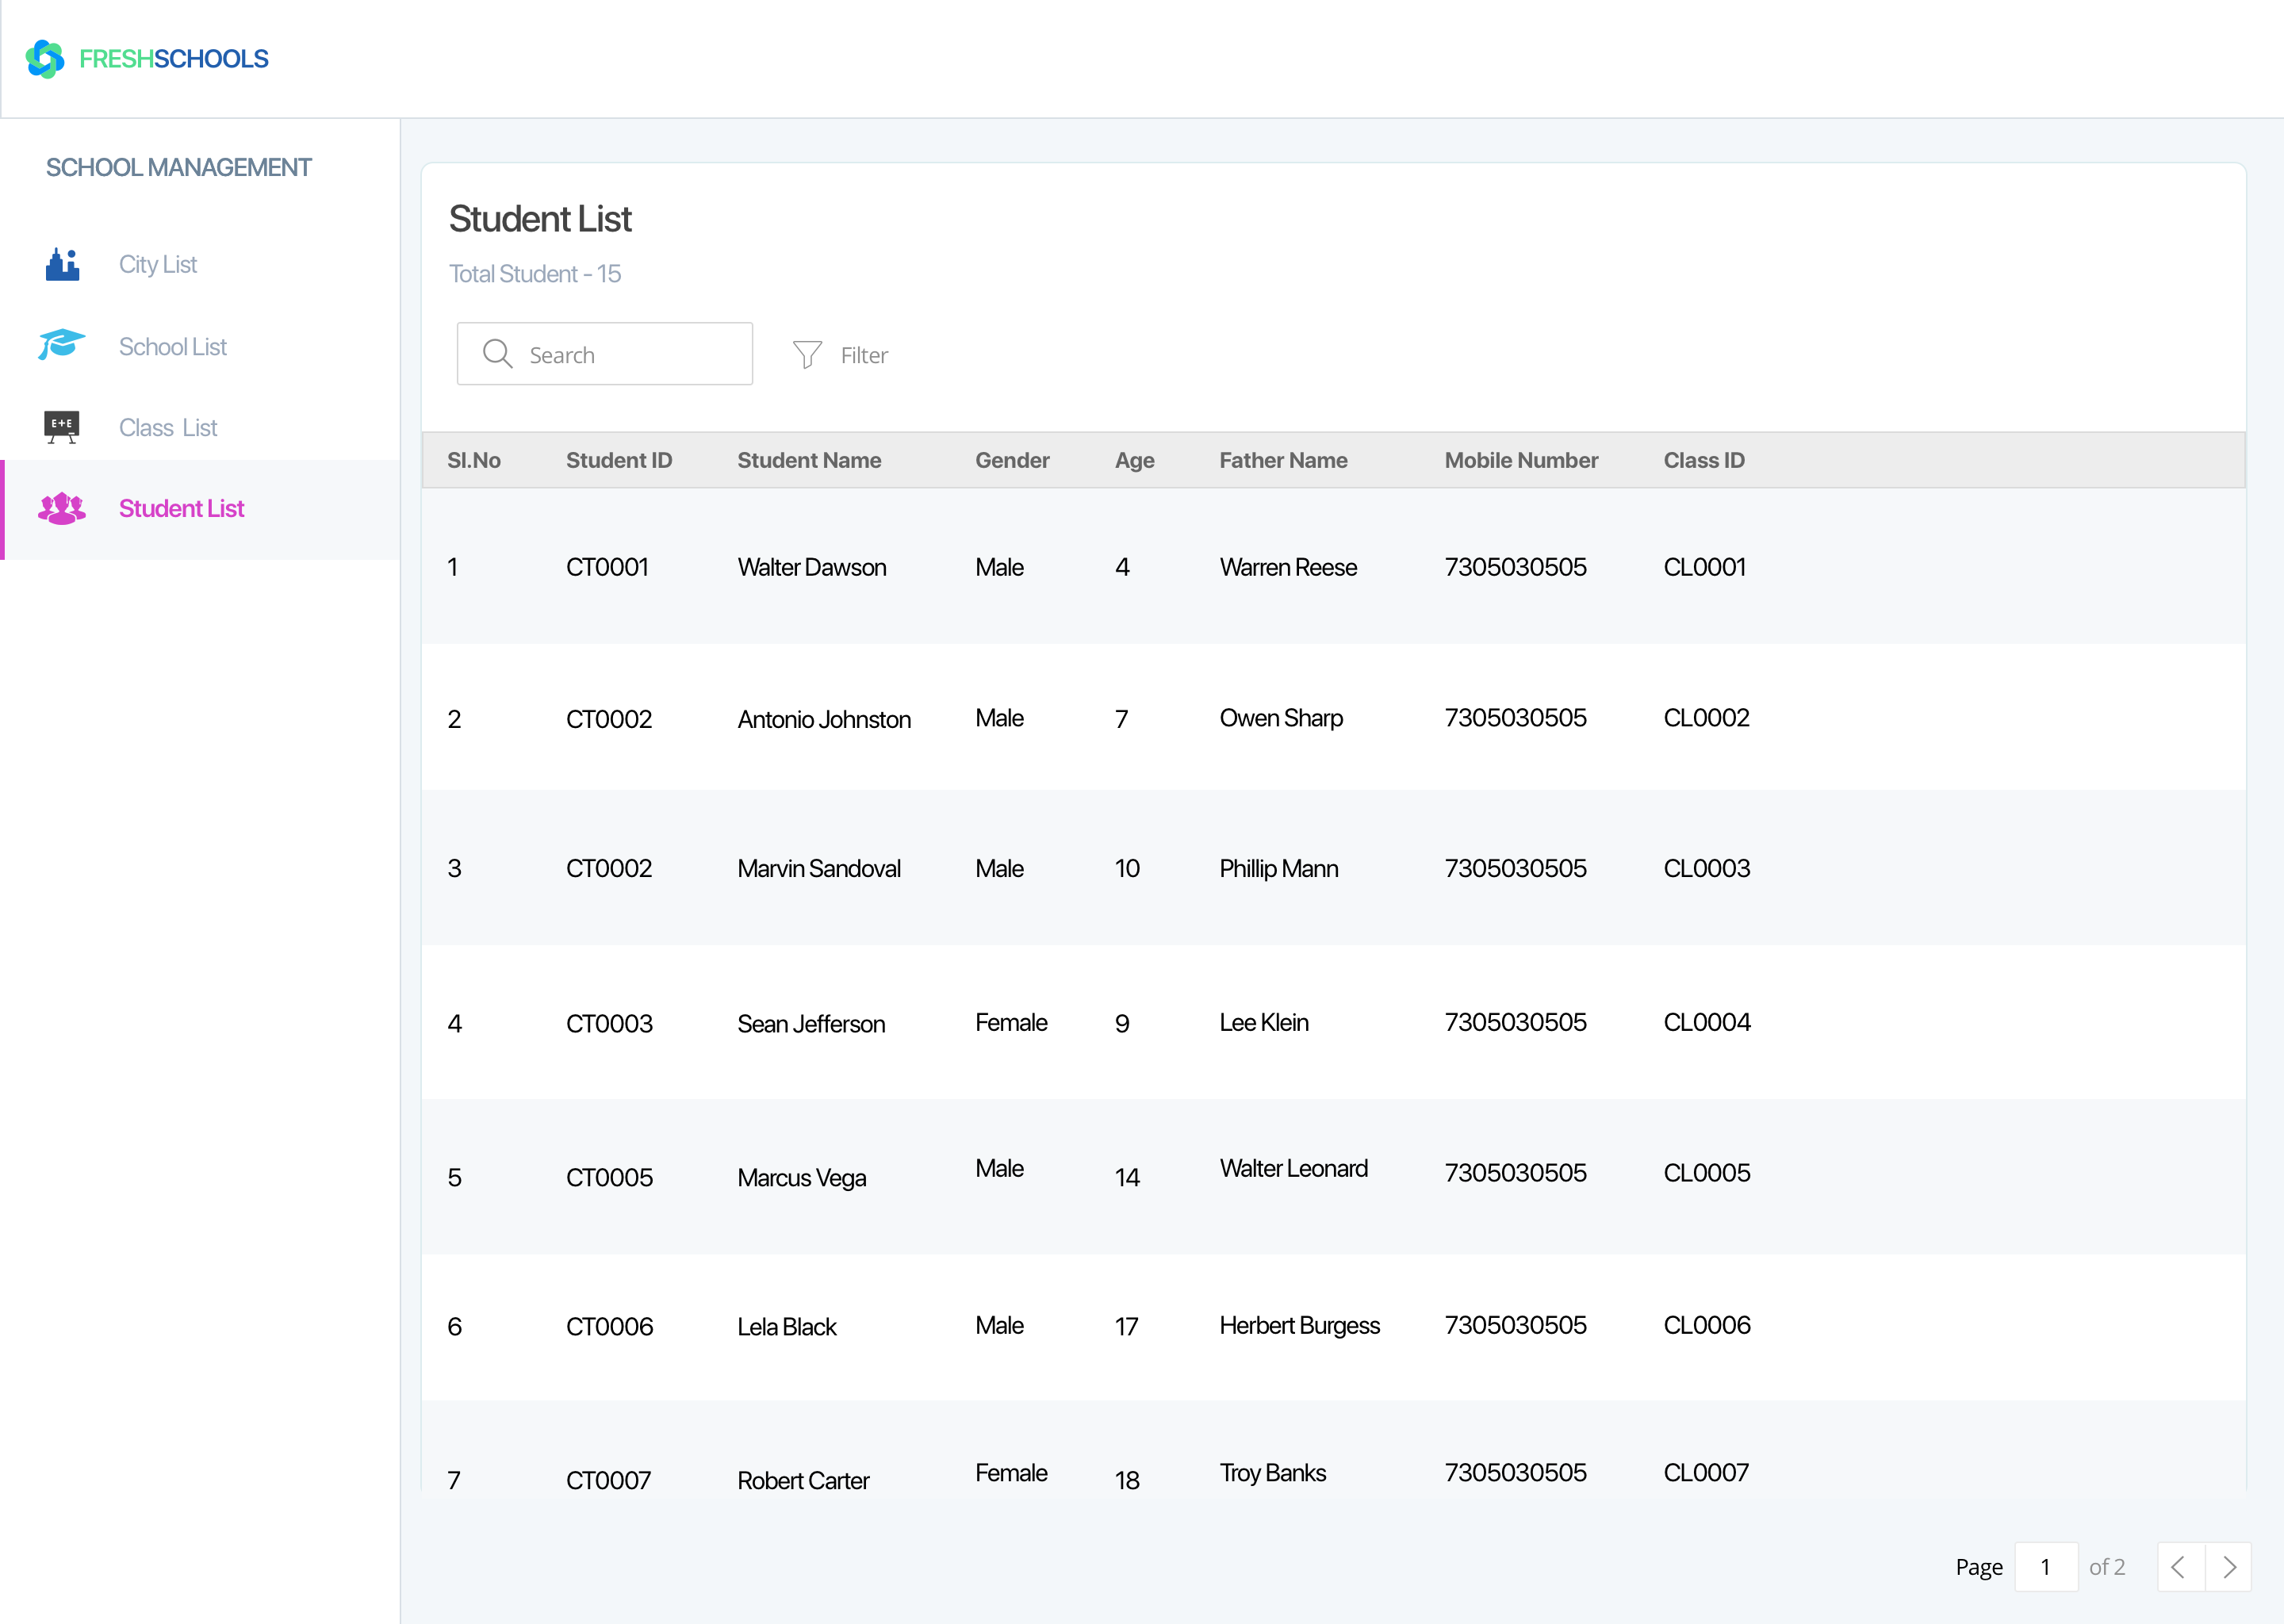 FRESHSCHOOLS
SCHOOL MANAGEMENT
City List
School List
E+E
Class List
Student List
Student List
Total Student - 15
Search
Filter
Sl.No Student ID Student Name Gender Age Father Name Mobile Number Class ID
1 CT0001 Walter Dawson Male 4 Warren Reese 7305030505 CL0001
2 CT0002 Antonio Johnston Male 7 Owen Sharp 7305030505 CL0002
3 CT0002 Marvin Sandoval Male 10 Phillip Mann 7305030505 CL0003
4 CT0003 Sean Jefferson Female 9 Lee Klein 7305030505 CL0004
5 CT0005 Marcus Vega Male 14 Walter Leonard 7305030505 CL0005
6 CT0006 Lela Black Male 17 Herbert Burgess 7305030505 CL0006
7 CT0007 Robert Carter Female 18 Troy Banks 7305030505 CL0007
Page 1 of 2